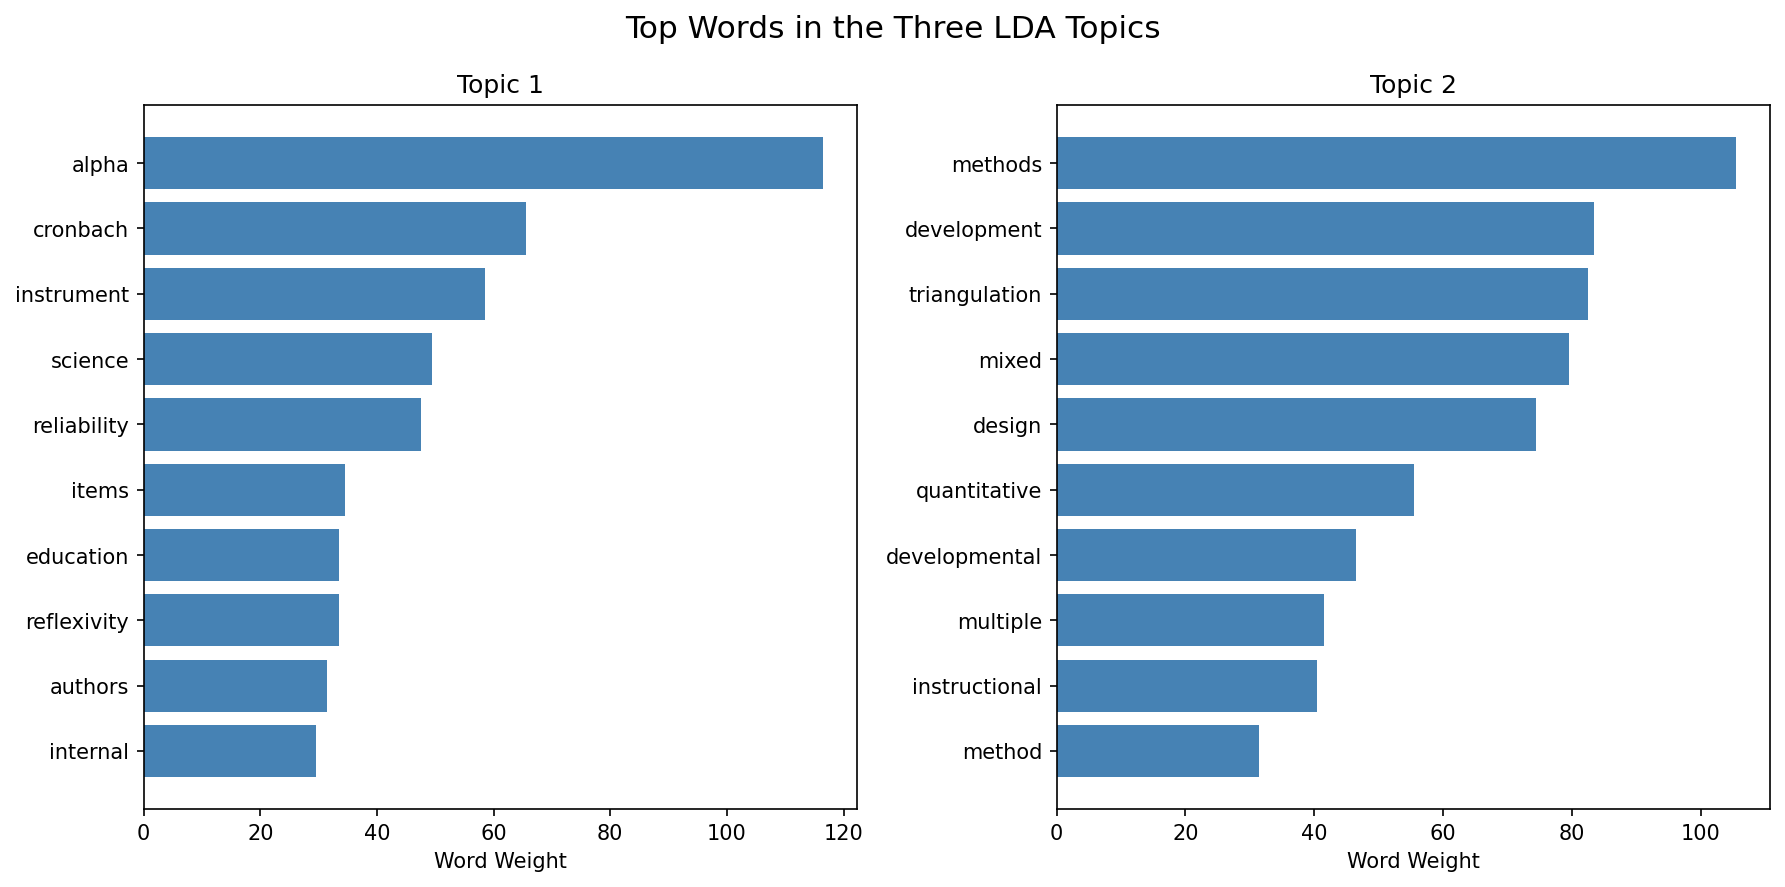 Top Words in the Three LDA Topics
Topic 1
alpha
cronbach
instrument
science
reliability
items
education
reflexivity
authors
internal
0 20 40 60 80 100 120
Word Weight
Topic 2
methods
development
triangulation
mixed
design
quantitative
developmental
multiple
instructional
method
0 20 40 60 80 100
Word Weight